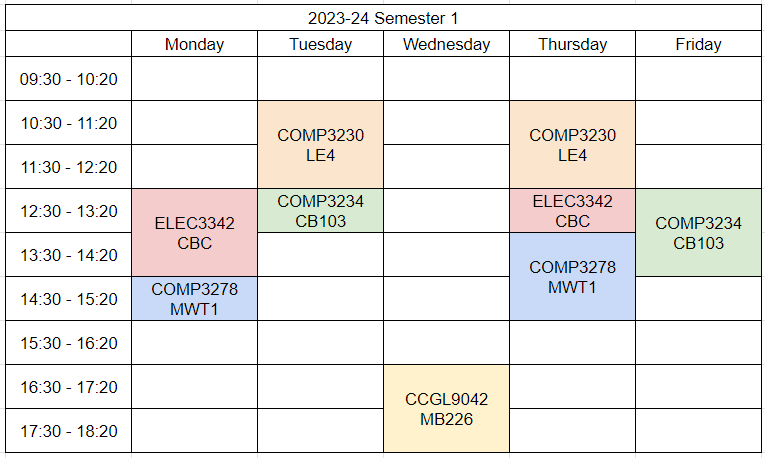 2023-24 Semester 1
Monday Tuesday Wednesday Thursday Friday
09:30 - 10:20
10:30 - 11:20
COMP3230 COMP3230
LE4 LE4
11:30 - 12:20
12:30 - 13:20
COMP3234 ELEC3342
CB103 CBC
ELEC3342 COMP3234
CBC CB103
13:30 - 14:20
COMP3278
MWT1
14:30 - 15:20
COMP3278
MWT1
15:30 - 16:20
16:30 - 17:20
CCGL9042
MB226
17:30 - 18:20